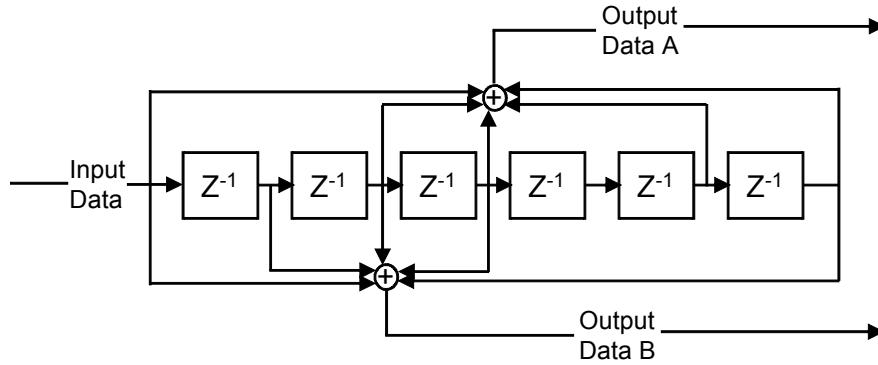 Output
Data A
+
Input
Data
Z-1
Z-1
Z-1
Z-1
Z-1
Z-1
+
Output
Data B